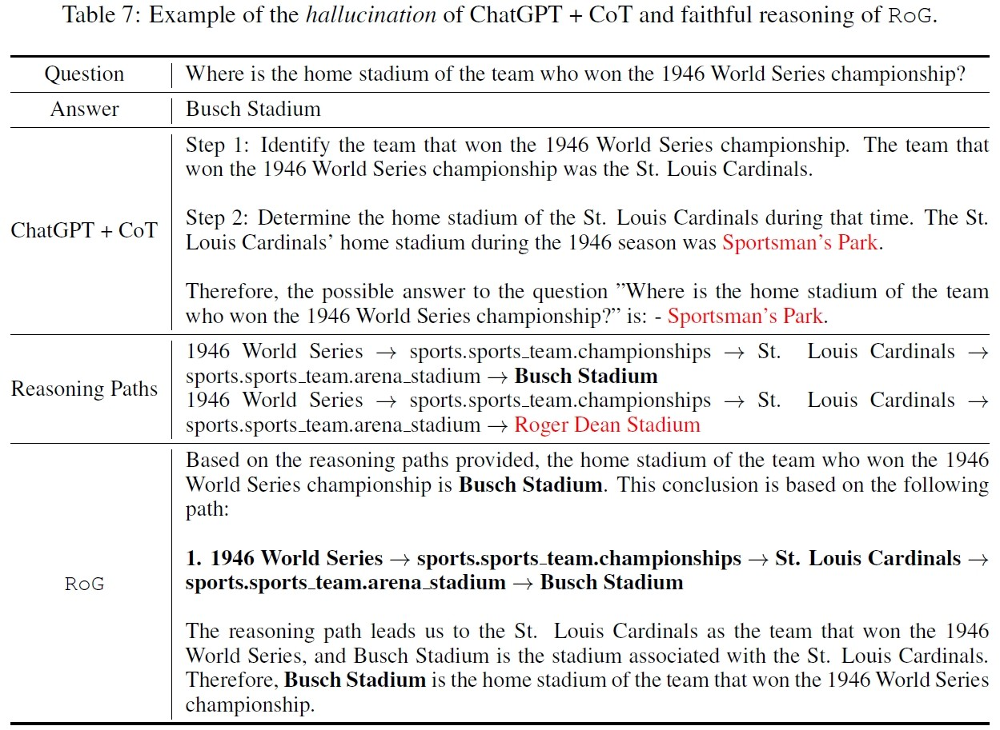 Table 7: Example of the hallucination of ChatGPT + CoT and faithful reasoning of RoG.
Question
Where is the home stadium of the team who won the 1946 World Series championship?
Answer
Busch Stadium
ChatGPT + CoT
Step 1: Identify the team that won the 1946 World Series championship. The team that
won the 1946 World Series championship was the St. Louis Cardinals.
Step 2: Determine the home stadium of the St. Louis Cardinals during that time. The St.
Louis Cardinals' home stadium during the 1946 season was Sportsman's Park.
Therefore, the possible answer to the question ”Where is the home stadium of the team
who won the 1946 World Series championship?” is: - Sportsman's Park.
Reasoning Paths
1946 World Series → sports.sports_team.championships → St. Louis Cardinals →
sports.sports_team.arena_stadium → Busch Stadium
1946 World Series → sports.sports_team.championships → St. Louis Cardinals →
sports.sports_team.arena_stadium → Roger Dean Stadium
RoG
Based on the reasoning paths provided, the home stadium of the team who won the 1946
World Series championship is Busch Stadium. This conclusion is based on the following
path:
1. 1946 World Series → sports.sports_team.championships → St. Louis Cardinals →
sports.sports_team.arena_stadium → Busch Stadium
The reasoning path leads us to the St. Louis Cardinals as the team that won the 1946
World Series, and Busch Stadium is the stadium associated with the St. Louis Cardinals.
Therefore, Busch Stadium is the home stadium of the team that won the 1946 World Series
championship.